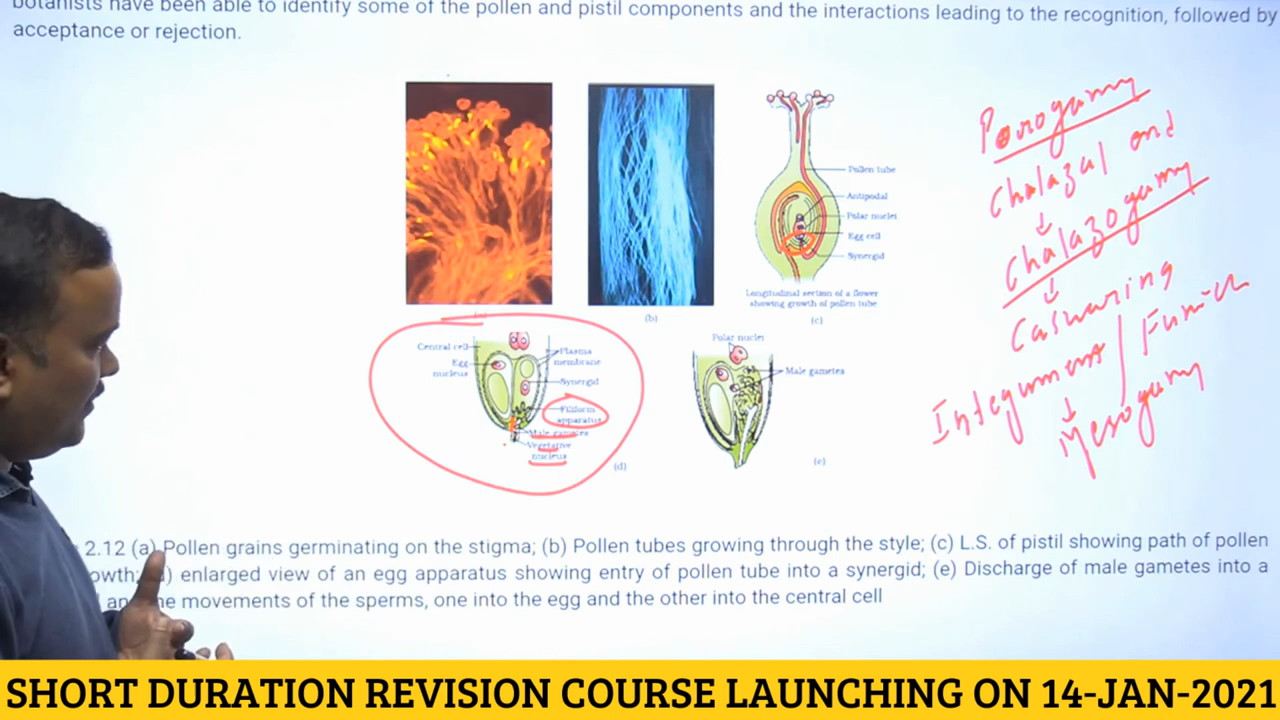 botanists have been able to identify some of the pollen and pistil components and the interactions leading to the recognition, followed by
acceptance or rejection.
Pollen tube
Antipodal
Polar nuclei
Egg cell
Synergid
Longitudinal section of a flower
showing growth of pollen tube
(b)
(c)
Central cell
Egg
nucleus
Plasma
membrane
Synergid
Filiform
apparatus
Male gametes
Vegetative
nucleus
(d)
Polar nuclei
Male gametes
(e)
Porogamy
Chalazal end
Chalazogamy
Casuarina
Integument /
Mesogamy
2.12 (a) Pollen grains germinating on the stigma; (b) Pollen tubes growing through the style; (c) L.S. of pistil showing path of pollen
owth; ) enlarged view of an egg apparatus showing entry of pollen tube into a synergid; (e) Discharge of male gametes into a
an he movements of the sperms, one into the egg and the other into the central cell
SHORT DURATION REVISION COURSE LAUNCHING ON 14-JAN-2021